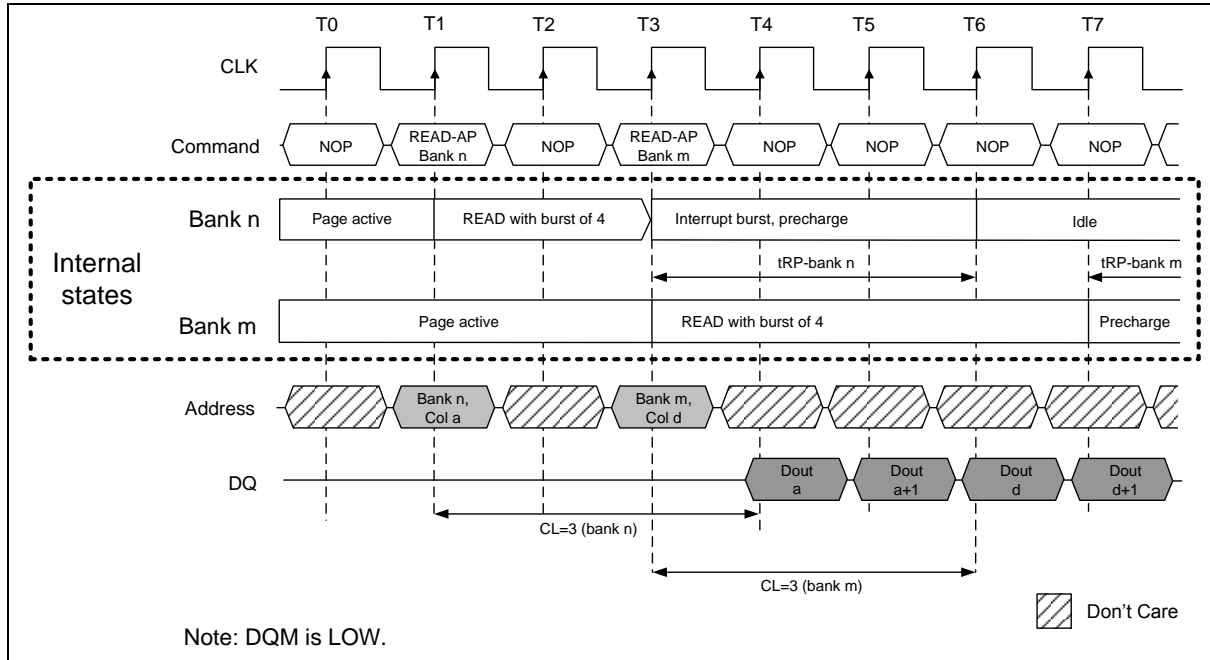 T0 T1 T2 T3 T4 T5 T6 T7
CLK
Command NOP READ-AP Bank n NOP READ-AP Bank m NOP NOP NOP NOP
Internal states
Bank n Page active READ with burst of 4 Interrupt burst, precharge Idle
tRP-bank n tRP-bank m
Bank m Page active READ with burst of 4 Precharge
Address Bank n, Col a Bank m, Col d
DQ Dout a Dout a+1 Dout d Dout d+1
CL=3 (bank n)
CL=3 (bank m)
Don't Care
Note: DQM is LOW.